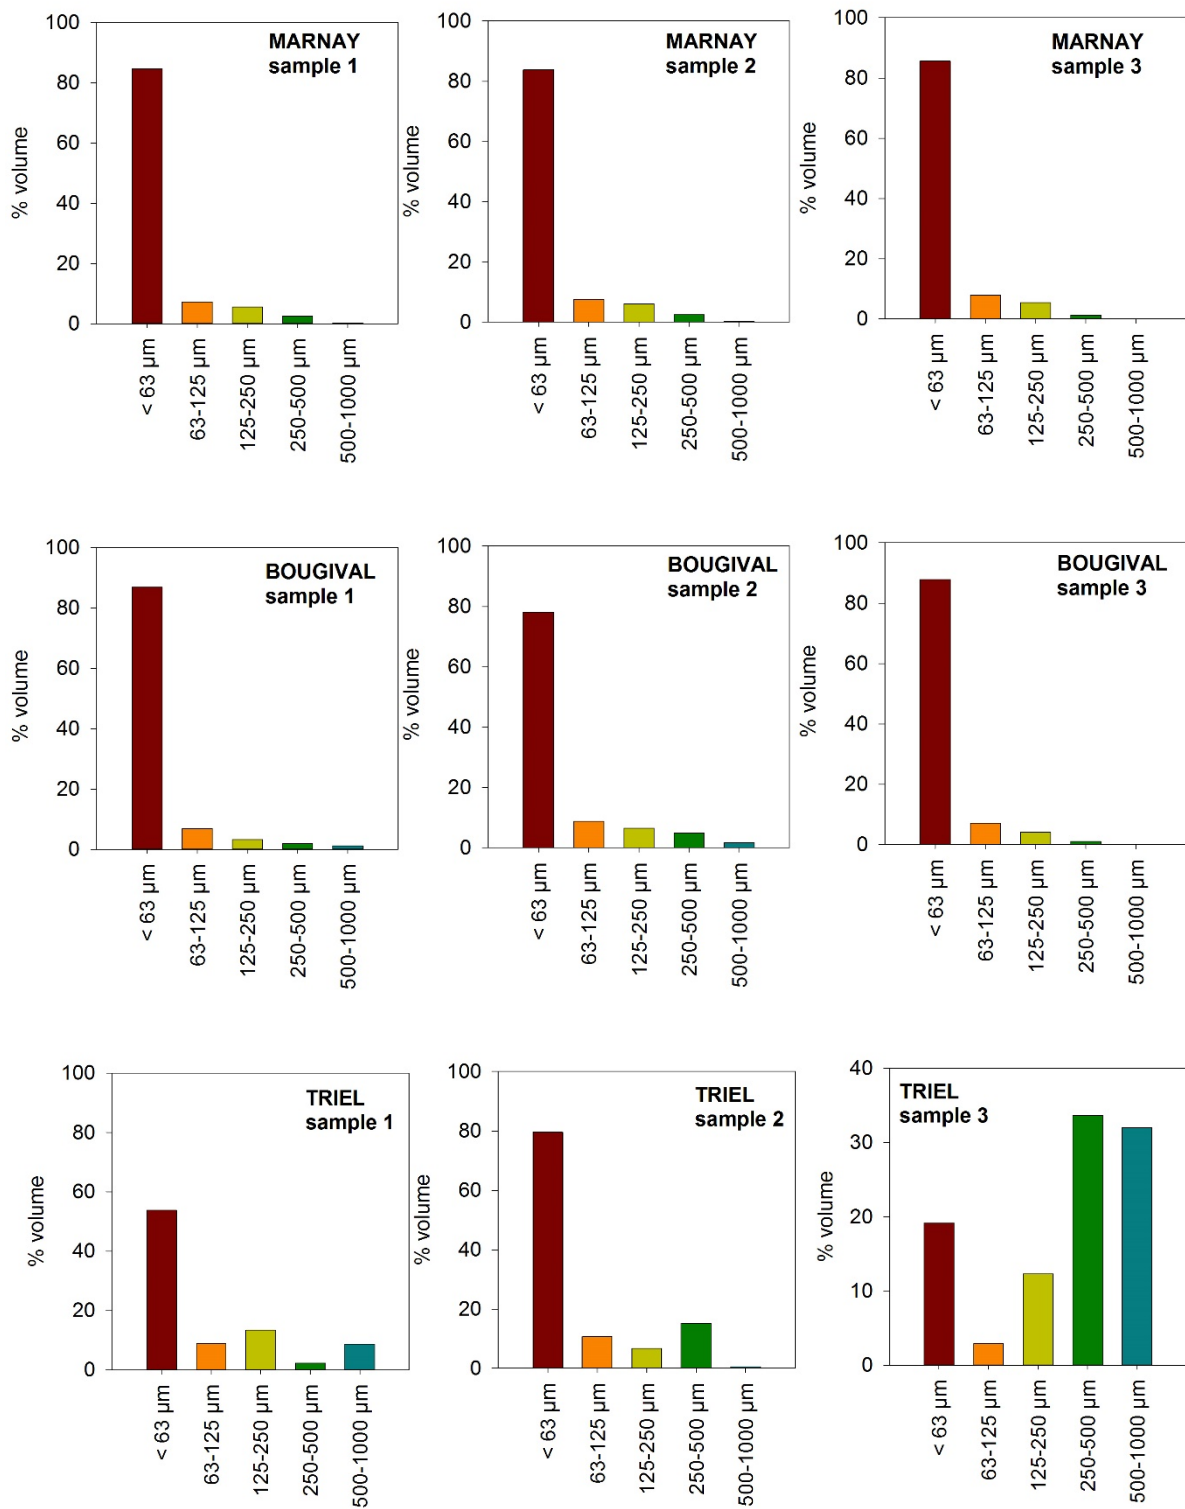 MARNAY
sample 1
% volume
100
80
60
40
20
0
< 63 µm
63-125 µm
125-250 µm
250-500 µm
500-1000 µm
MARNAY
sample 2
% volume
100
80
60
40
20
0
< 63 µm
63-125 µm
125-250 µm
250-500 µm
500-1000 µm
MARNAY
sample 3
% volume
100
80
60
40
20
0
< 63 µm
63-125 µm
125-250 µm
250-500 µm
500-1000 µm
BOUGIVAL
sample 1
% volume
100
80
60
40
20
0
< 63 µm
63-125 µm
125-250 µm
250-500 µm
500-1000 µm
BOUGIVAL
sample 2
% volume
100
80
60
40
20
0
< 63 µm
63-125 µm
125-250 µm
250-500 µm
500-1000 µm
BOUGIVAL
sample 3
% volume
100
80
60
40
20
0
< 63 µm
63-125 µm
125-250 µm
250-500 µm
500-1000 µm
TRIEL
sample 1
% volume
100
80
60
40
20
0
< 63 µm
63-125 µm
125-250 µm
250-500 µm
500-1000 µm
TRIEL
sample 2
% volume
100
80
60
40
20
0
< 63 µm
63-125 µm
125-250 µm
250-500 µm
500-1000 µm
TRIEL
sample 3
% volume
40
30
20
10
0
< 63 µm
63-125 µm
125-250 µm
250-500 µm
500-1000 µm